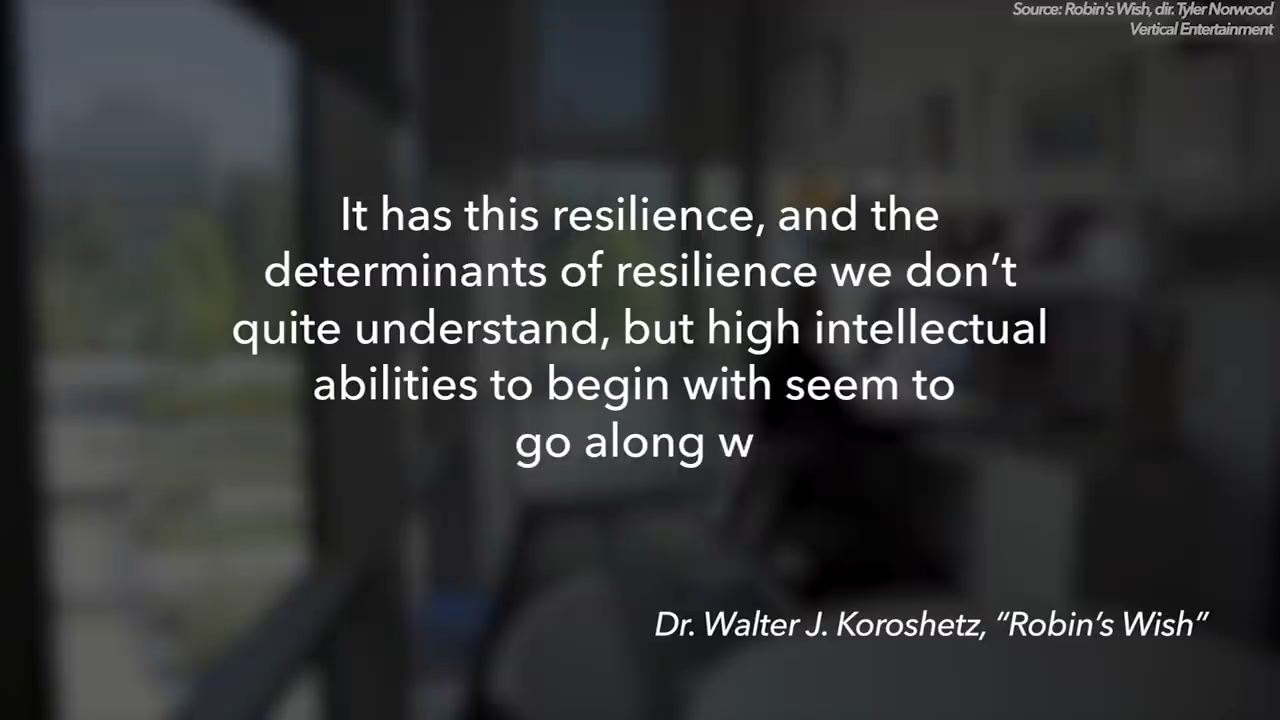 Source: Robin's Wish, dir. Tyler Norwood
Vertical Entertainment
It has this resilience, and the
determinants of resilience we don’t
quite understand, but high intellectual
abilities to begin with seem to
go along w
Dr. Walter J. Koroshetz, “Robin’s Wish”